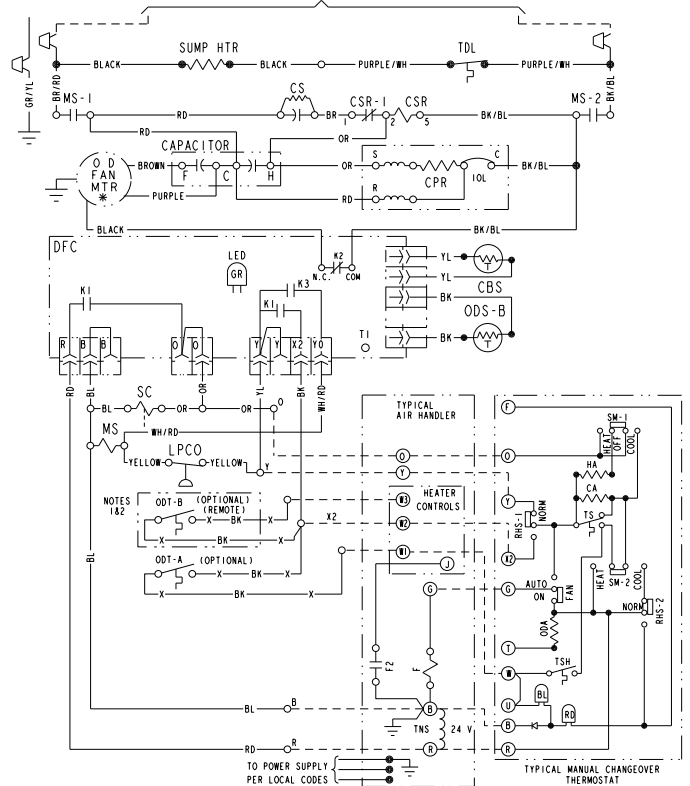 SUMP HTR
TDL
BLACK
BLACK
PURPLE/WH
PURPLE/WH
GR/YL
BR/RD
BK/BL
MS-1
RD
CS
BR
1
CSR-1
2
CSR
5
BK/BL
MS-2
RD
OR
CAPACITOR
O D
FAN
MTR
*
BROWN
F
C
H
OR
S
CPR
IOL
C
BK/BL
PURPLE
RD
R
BLACK
BK/BL
DFC
LED
GR
K2
N.C.
COM
YL
YL
CBS
BK
ODS-B
BK
T
T
K1
K3
K1
T1
R
B
B
O
O
Y
Y
X2
YO
RD
BL
OR
YL
BK
WH/RD
SC
BL
OR
OR
O
MS
WH/RD
LPCO
YELLOW
YELLOW
Y
NOTES
1&2
ODT-B
(OPTIONAL)
(REMOTE)
X
BK
X
X
BK
X
X2
ODT-A
(OPTIONAL)
X
BK
X
X
BK
X
BL
BL
B
RD
R
TYPICAL
AIR HANDLER
O
Y
W3
W2
W1
HEATER
CONTROLS
J
G
F2
F
B
TNS
24 V
R
TO POWER SUPPLY
PER LOCAL CODES
F
SM-1
HEAT
OFF
COOL
O
HA
CA
Y
NORM
RHS-1
TS
X2
G
AUTO
ON
FAN
HEAT
SM-2
COOL
NORM
RHS-2
ODA
T
TSH
W
BL
U
RD
B
R
TYPICAL MANUAL CHANGEOVER
THERMOSTAT